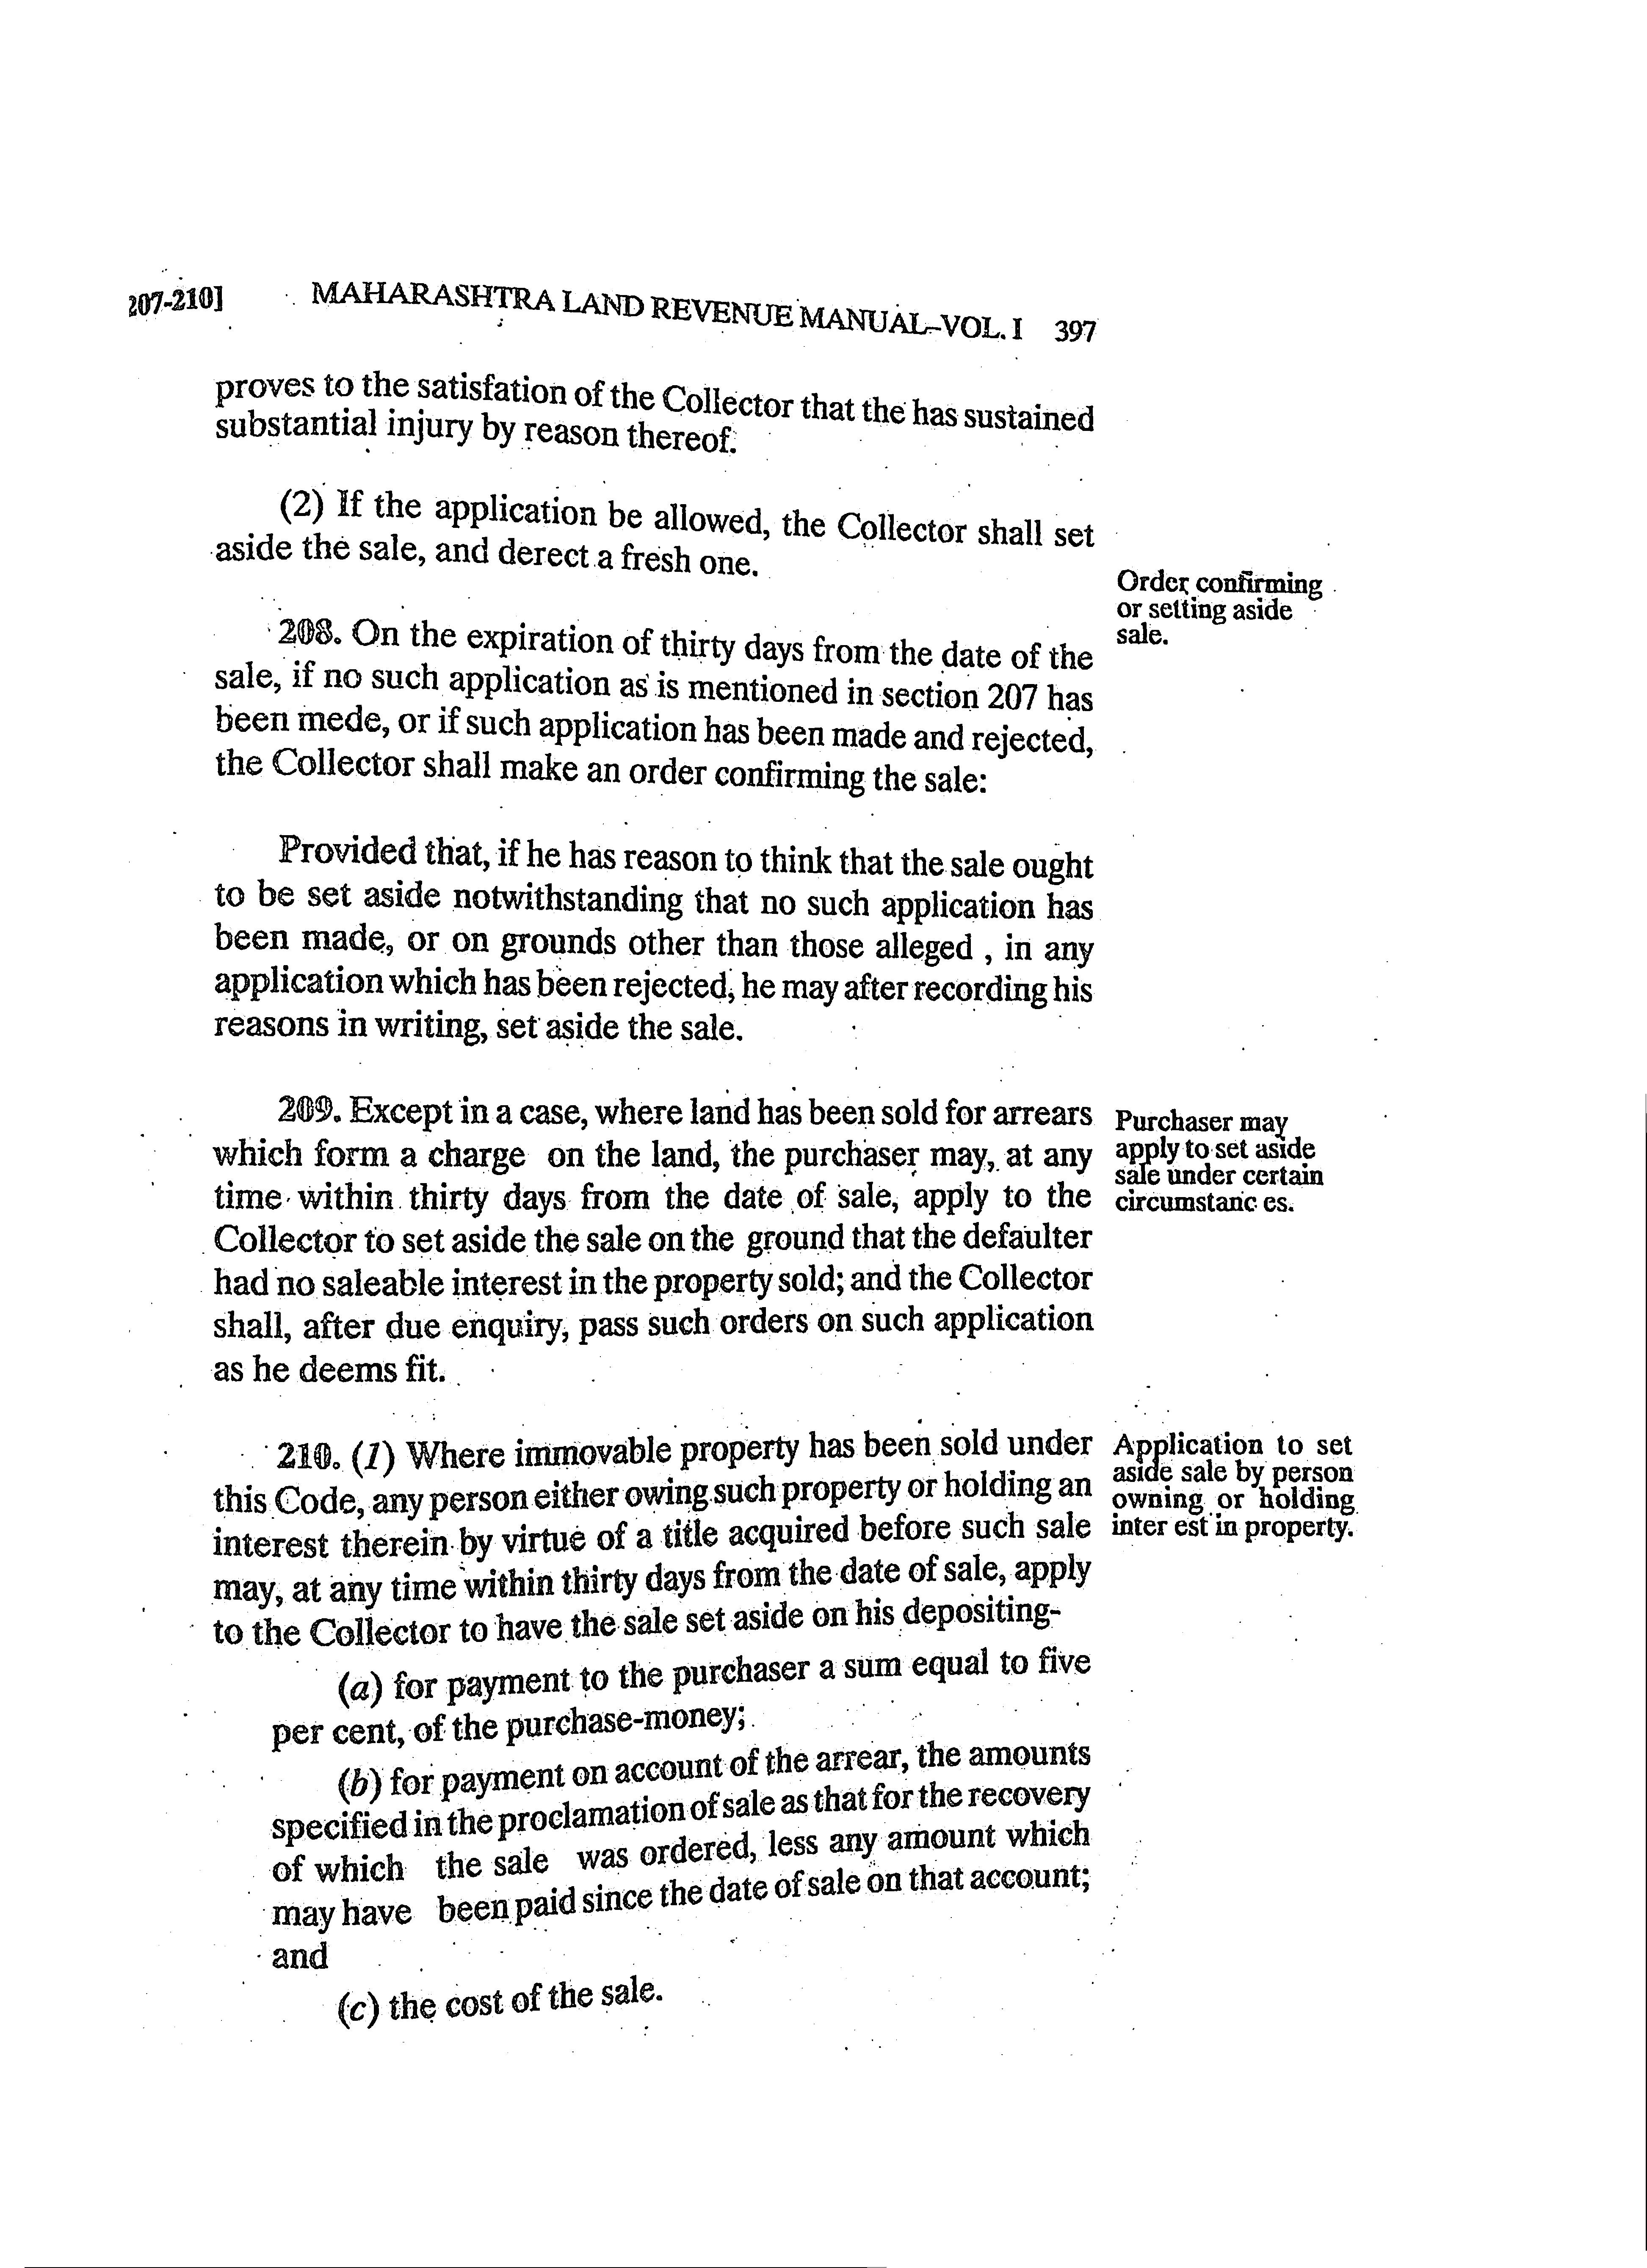 207-210] MAHARASHTRA LAND REVENUE MANUAL–VOL. I 397
proves to the satisfation of the Collector that the has sustained
substantial injury by reason thereof.
(2) If the application be allowed, the Collector shall set
aside the sale, and derect a fresh one.
Order confirming
or setting aside
sale.
208. On the expiration of thirty days from the date of the
sale, if no such application as is mentioned in section 207 has
been mede, or if such application has been made and rejected,
the Collector shall make an order confirming the sale:
Provided that, if he has reason to think that the sale ought
to be set aside notwithstanding that no such application has
been made, or on grounds other than those alleged , in any
application which has been rejected, he may after recording his
reasons in writing, set aside the sale.
209. Except in a case, where land has been sold for arrears
which form a charge on the land, the purchaser may, at any
time within thirty days from the date of sale, apply to the
Collector to set aside the sale on the ground that the defaulter
had no saleable interest in the property sold; and the Collector
shall, after due enquiry, pass such orders on such application
as he deems fit.
Purchaser may
apply to set aside
sale under certain
circumstanc es.
210. (1) Where immovable property has been sold under
this Code, any person either owing such property or holding an
interest therein by virtue of a title acquired before such sale
may, at any time within thirty days from the date of sale, apply
to the Collector to have the sale set aside on his depositing-
Application to set
aside sale by person
owning or holding
inter est in property.
(a) for payment to the purchaser a sum equal to five
per cent, of the purchase-money;
(b) for payment on account of the arrear, the amounts
specified in the proclamation of sale as that for the recovery
of which the sale was ordered, less any amount which
may have been paid since the date of sale on that account;
and
(c) the cost of the sale.